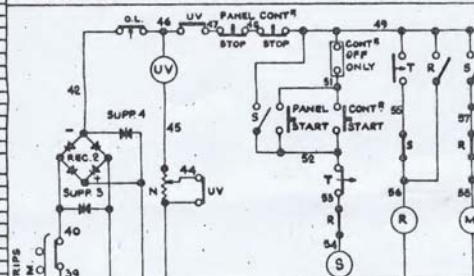 O.L. 46 UV 47 PANEL CONTR 48 49
STOP STOP
UV
CONTR
OFF
ONLY
T R S
42 51
SUPP. 4 45 S PANEL CONTR 55 57
START START
- 52 S R
REC. 2 44 T 56 58
+ N UV
SUPP. 3 53 R M
40 R
54
TRIPS M. 39 S